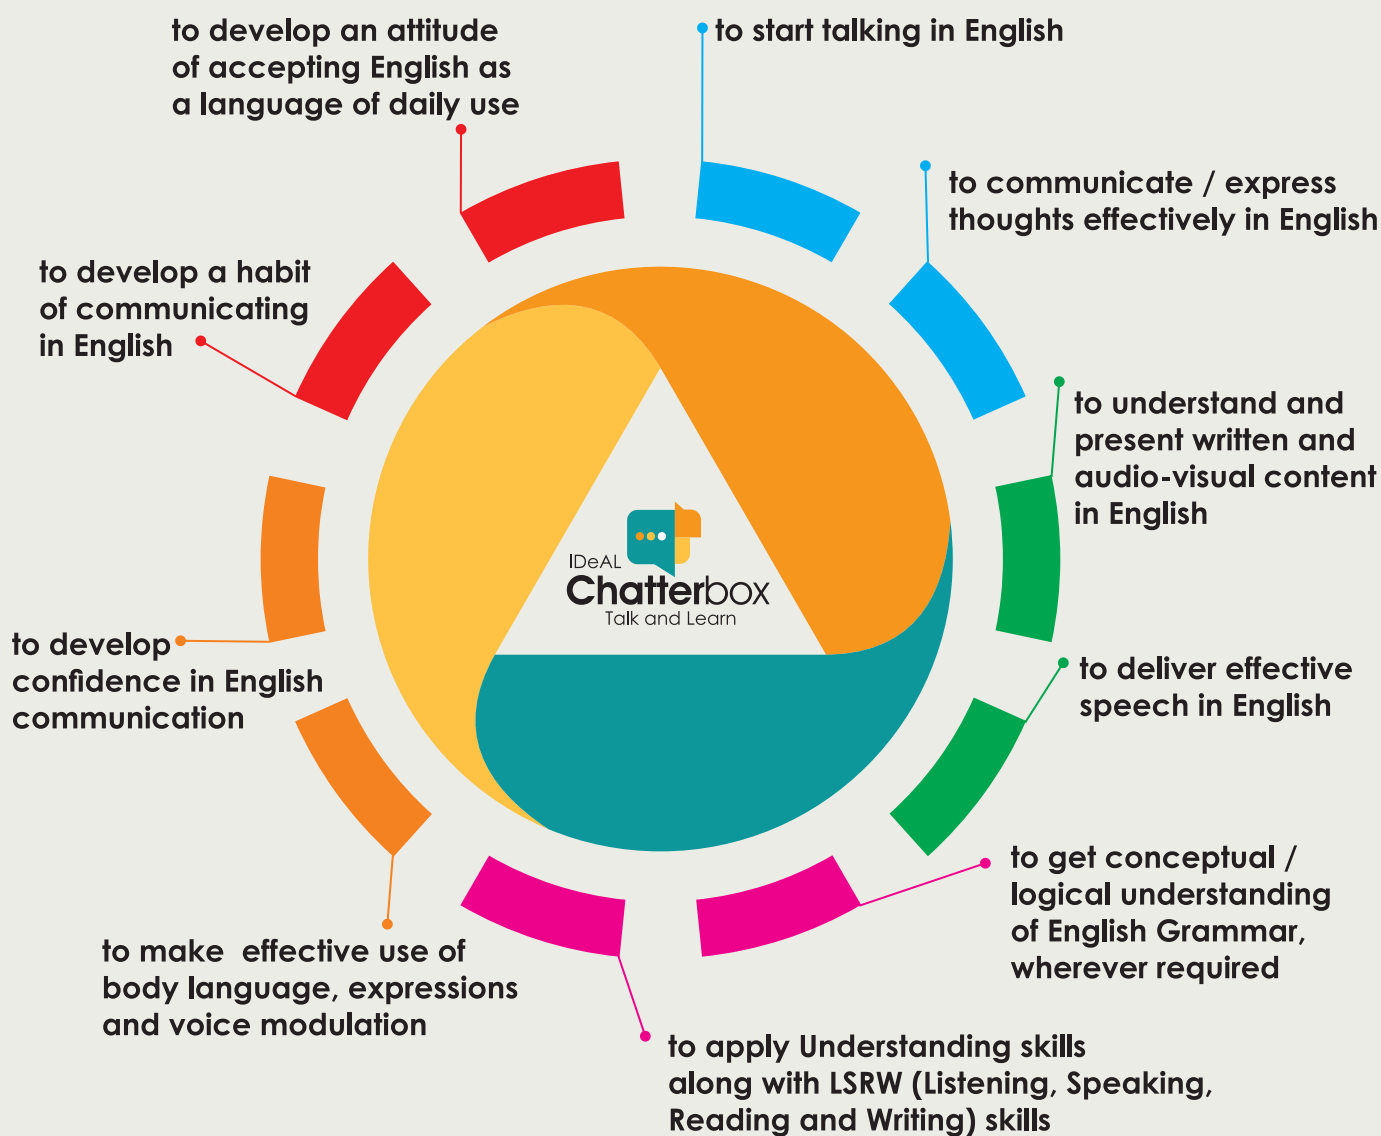 to start talking in English
to communicate / express
thoughts effectively in English
to understand and
present written and
audio-visual content
in English
to deliver effective
speech in English
to get conceptual /
logical understanding
of English Grammar,
wherever required
to apply Understanding skills
along with LSRW (Listening, Speaking,
Reading and Writing) skills
to make effective use of
body language, expressions
and voice modulation
to develop
confidence in English
communication
to develop a habit
of communicating
in English
to develop an attitude
of accepting English as
a language of daily use
IDeAL
Chatterbox
Talk and Learn